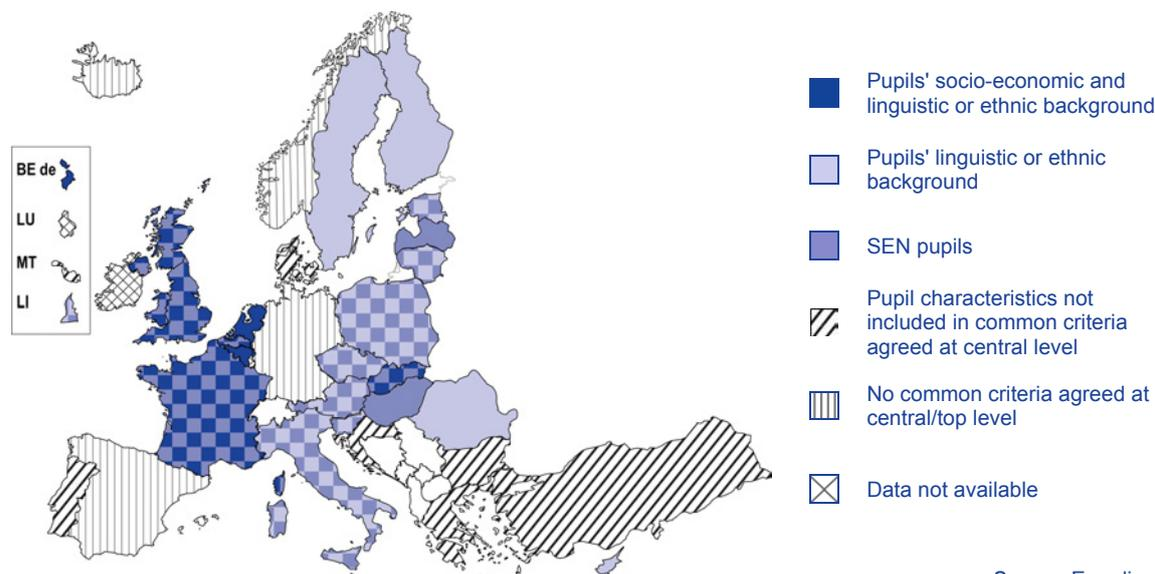 BE de
LU
MT
LI
Pupils' socio-economic and
linguistic or ethnic background
Pupils' linguistic or ethnic
background
SEN pupils
Pupil characteristics not
included in common criteria
agreed at central level
No common criteria agreed at
central/top level
Data not available